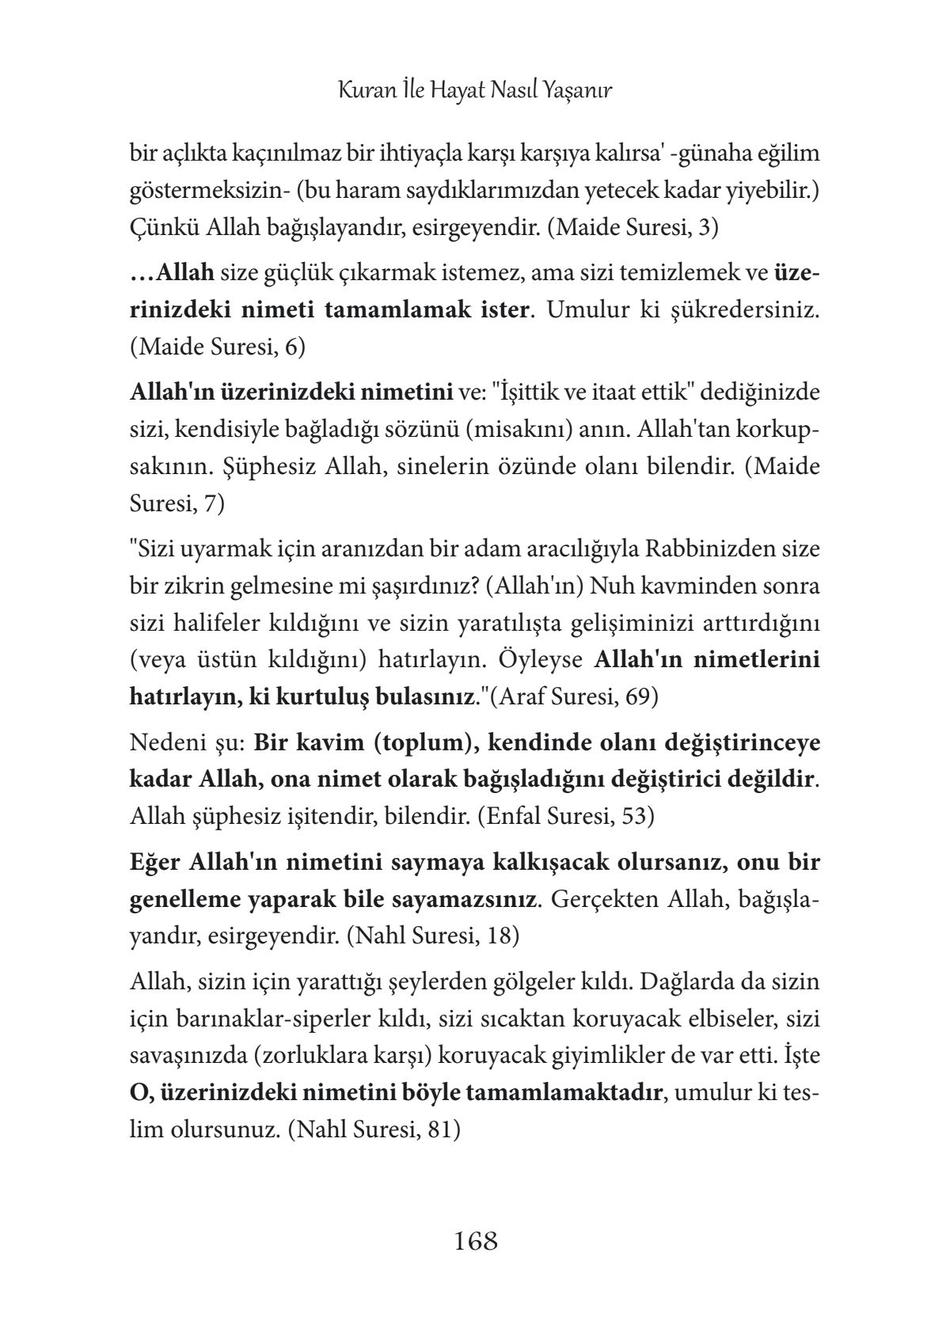 Kuran İle Hayat Nasıl Yaşanır
bir açlıkta kaçınılmaz bir ihtiyaçla karşı karşıya kalırsa' -günaha eğilim
göstermeksizin- (bu haram saydıklarımızdan yetecek kadar yiyebilir.)
Çünkü Allah bağışlayandır, esirgeyendir. (Maide Suresi, 3)
…Allah size güçlük çıkarmak istemez, ama sizi temizlemek ve üze-
rinizdeki nimeti tamamlamak ister. Umulur ki şükredersiniz.
(Maide Suresi, 6)
Allah'ın üzerinizdeki nimetini ve: "İşittik ve itaat ettik" dediğinizde
sizi, kendisiyle bağladığı sözünü (misakını) anın. Allah'tan korkup-
sakının. Şüphesiz Allah, sinelerin özünde olanı bilendir. (Maide
Suresi, 7)
"Sizi uyarmak için aranızdan bir adam aracılığıyla Rabbinizden size
bir zikrin gelmesine mi şaşırdınız? (Allah'ın) Nuh kavminden sonra
sizi halifeler kıldığını ve sizin yaratılışta gelişiminizi arttırdığını
(veya üstün kıldığını) hatırlayın. Öyleyse Allah'ın nimetlerini
hatırlayın, ki kurtuluş bulasınız."(Araf Suresi, 69)
Nedeni şu: Bir kavim (toplum), kendinde olanı değiştirinceye
kadar Allah, ona nimet olarak bağışladığını değiştirici değildir.
Allah şüphesiz işitendir, bilendir. (Enfal Suresi, 53)
Eğer Allah'ın nimetini saymaya kalkışacak olursanız, onu bir
genelleme yaparak bile sayamazsınız. Gerçekten Allah, bağışla-
yandır, esirgeyendir. (Nahl Suresi, 18)
Allah, sizin için yarattığı şeylerden gölgeler kıldı. Dağlarda da sizin
için barınaklar-siperler kıldı, sizi sıcaktan koruyacak elbiseler, sizi
savaşınızda (zorluklara karşı) koruyacak giyimlikler de var etti. İşte
O, üzerinizdeki nimetini böyle tamamlamaktadır, umulur ki tes-
lim olursunuz. (Nahl Suresi, 81)
168